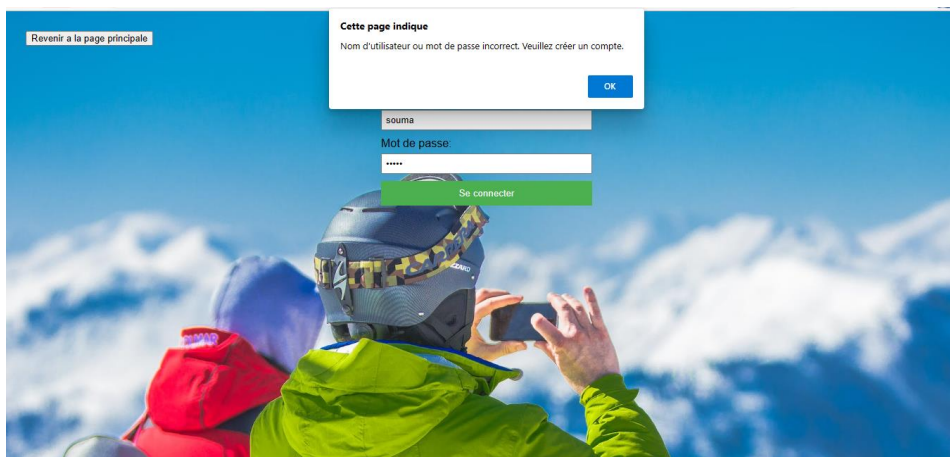 Cette page indique
Revenir a la page principale
Nom d'utilisateur ou mot de passe incorrect. Veuillez créer un compte.
OK
souma
Mot de passe:
•••••
Se connecter
ZZARD